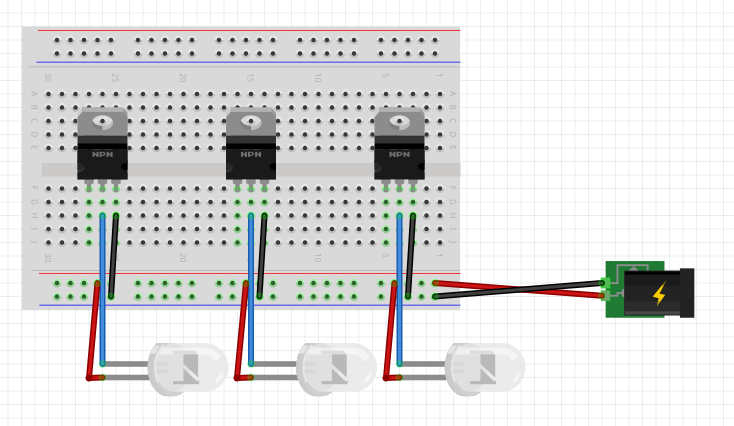 30 25 20 15 10 5 1
A A
B B
C C
D D
E E
NPN NPN NPN
F F
G G
H H
I I
J J
30 25 20 15 10 5 1